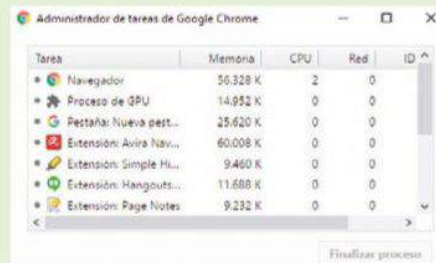 Administrador de tareas de Google Chrome
Tarea Memoria CPU Red ID
Navegador 56.328 K 2 0
Proceso de GPU 14.952 K 0 0
Pestaña: Nueva pest... 25.620 K 0 0
Extensión: Avira Nav... 60.008 K 0 0
Extensión: Simple Hi... 9.460 K 0 0
Extensión: Hangouts... 11.688 K 0 0
Extensión: Page Notes 9.232 K 0 0
Finalizar proceso